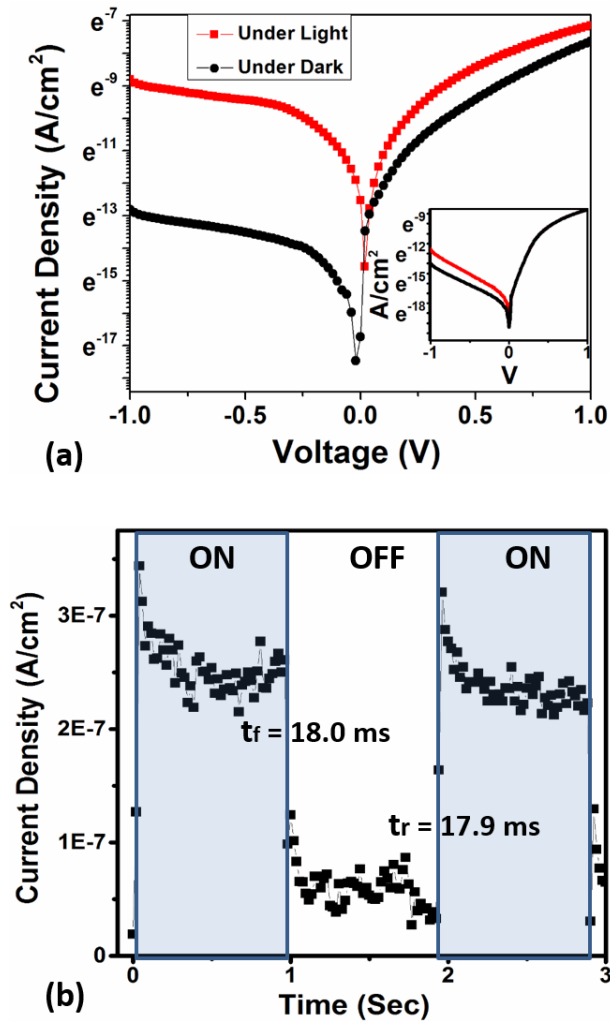 e⁻⁷
Under Light
Under Dark
e⁻⁹
e⁻¹¹
e⁻¹³
e⁻¹⁵
e⁻¹⁷
Current Density (A/cm²)
e⁻⁹
e⁻¹²
e⁻¹⁵
e⁻¹⁸
A/cm²
-1 0 1
V
-1.0 -0.5 0.0 0.5 1.0
Voltage (V)
(a)
ON OFF ON
3E-7
2E-7
1E-7
0
Current Density (A/cm²)
tf = 18.0 ms
tr = 17.9 ms
0 1 2 3
Time (Sec)
(b)